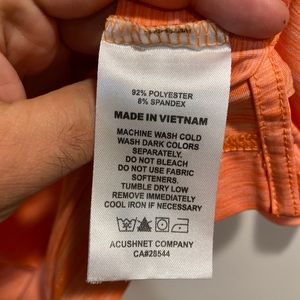 92% POLYESTER
8% SPANDEX
MADE IN VIETNAM
MACHINE WASH COLD
WASH DARK COLORS
SEPARATELY.
DO NOT BLEACH
DO NOT USE FABRIC
SOFTENERS.
TUMBLE DRY LOW
REMOVE IMMEDIATELY
COOL IRON IF NECESSARY
ACUSHNET COMPANY
CA#28544